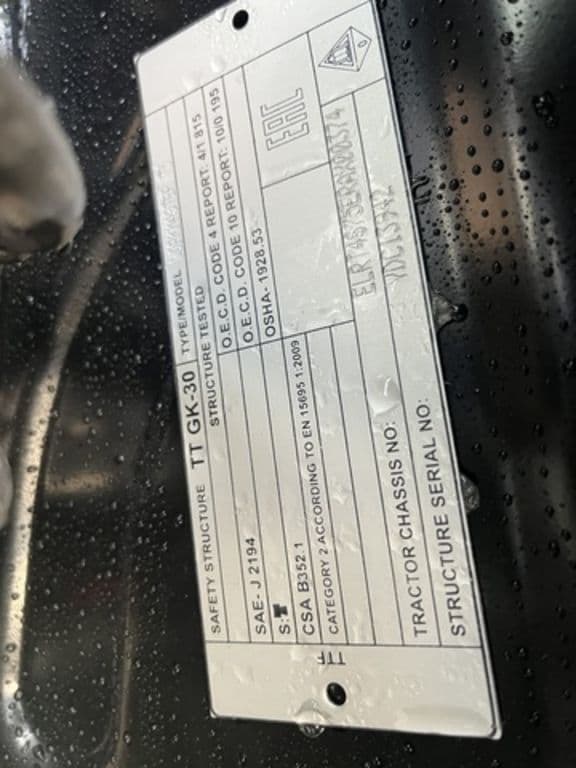 SAFETY STRUCTURE TT GK-30 TYPE/MODEL
STRUCTURE TESTED
O.E.C.D. CODE 4 REPORT: 4/1 815
SAE- J 2194 O.E.C.D. CODE 10 REPORT: 10/0 195
S: OSHA- 1928.53
CSA B352.1 EAC
CATEGORY 2 ACCORDING TO EN 15695 1:2009
TRACTOR CHASSIS NO:
STRUCTURE SERIAL NO: YDC13742
TTF